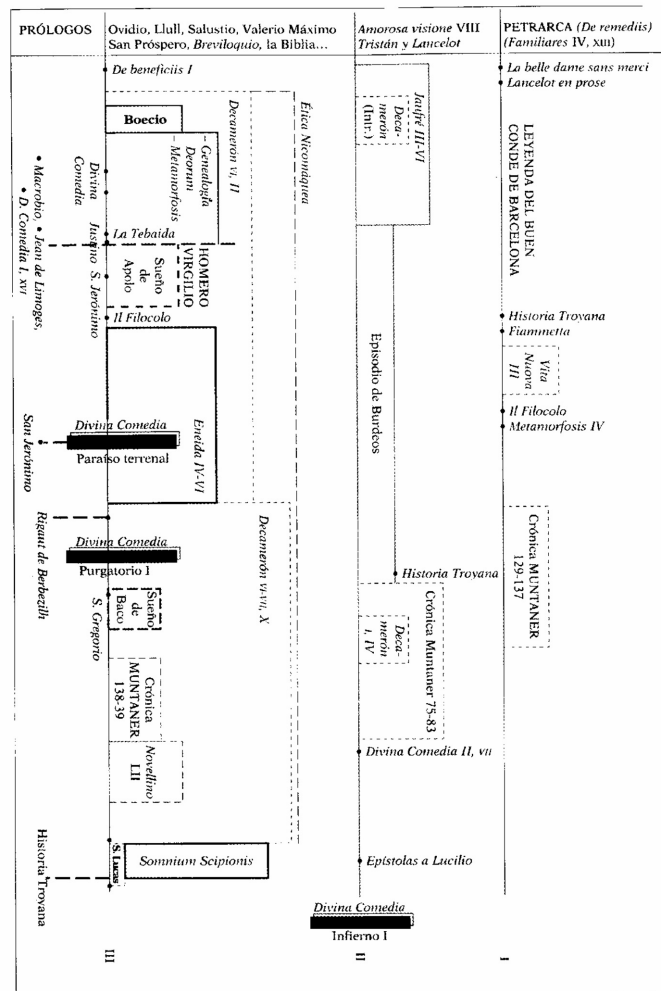 PRÓLOGOS
Ovidio, Llull, Salustio, Valerio Máximo
San Próspero, Breviloquio, la Biblia...
Amorosa visione VIII
Tristán y Lancelot
PETRARCA (De remediis)
(Familiares IV, XIII)
• Macrobio, • Jean de Limoges,
• D. Comedia I, XVI
San Jerónimo
Rigaut de Berbezilh
Historia Troyana
De beneficiis I
Boecio
Decamerón VI, II
Ética Nicomáquea
– Genealogía
Deorum
– Metamorfosis
Divina
Comedia
La Tebaida
Justino
S. Jerónimo
HOMERO
VIRGILIO
Sueño
de
Apolo
Il Filocolo
Eneida IV-VI
Divina Comedia
Paraíso terrenal
Decamerón VI-VII, X
Divina Comedia
Purgatorio I
S. Gregorio
Sueño
de
Baco
Crónica
MUNTANER
138-39
Novellino
LII
S. Lucas
Somnium Scipionis
III
Jaufré III-VI
Deca-
merón
(Intr.)
Episodio de Burdeos
Historia Troyana
Crónica Muntaner 75-83
Deca-
merón
I, IV
Divina Comedia II, VII
Epístolas a Lucilio
Divina Comedia
Infierno I
II
La belle dame sans merci
Lancelot en prose
LEYENDA DEL BUEN
CONDE DE BARCELONA
Historia Troyana
Fiammetta
Vita
Nuova
III
Il Filocolo
Metamorfosis IV
Crónica MUNTANER
129-137
I